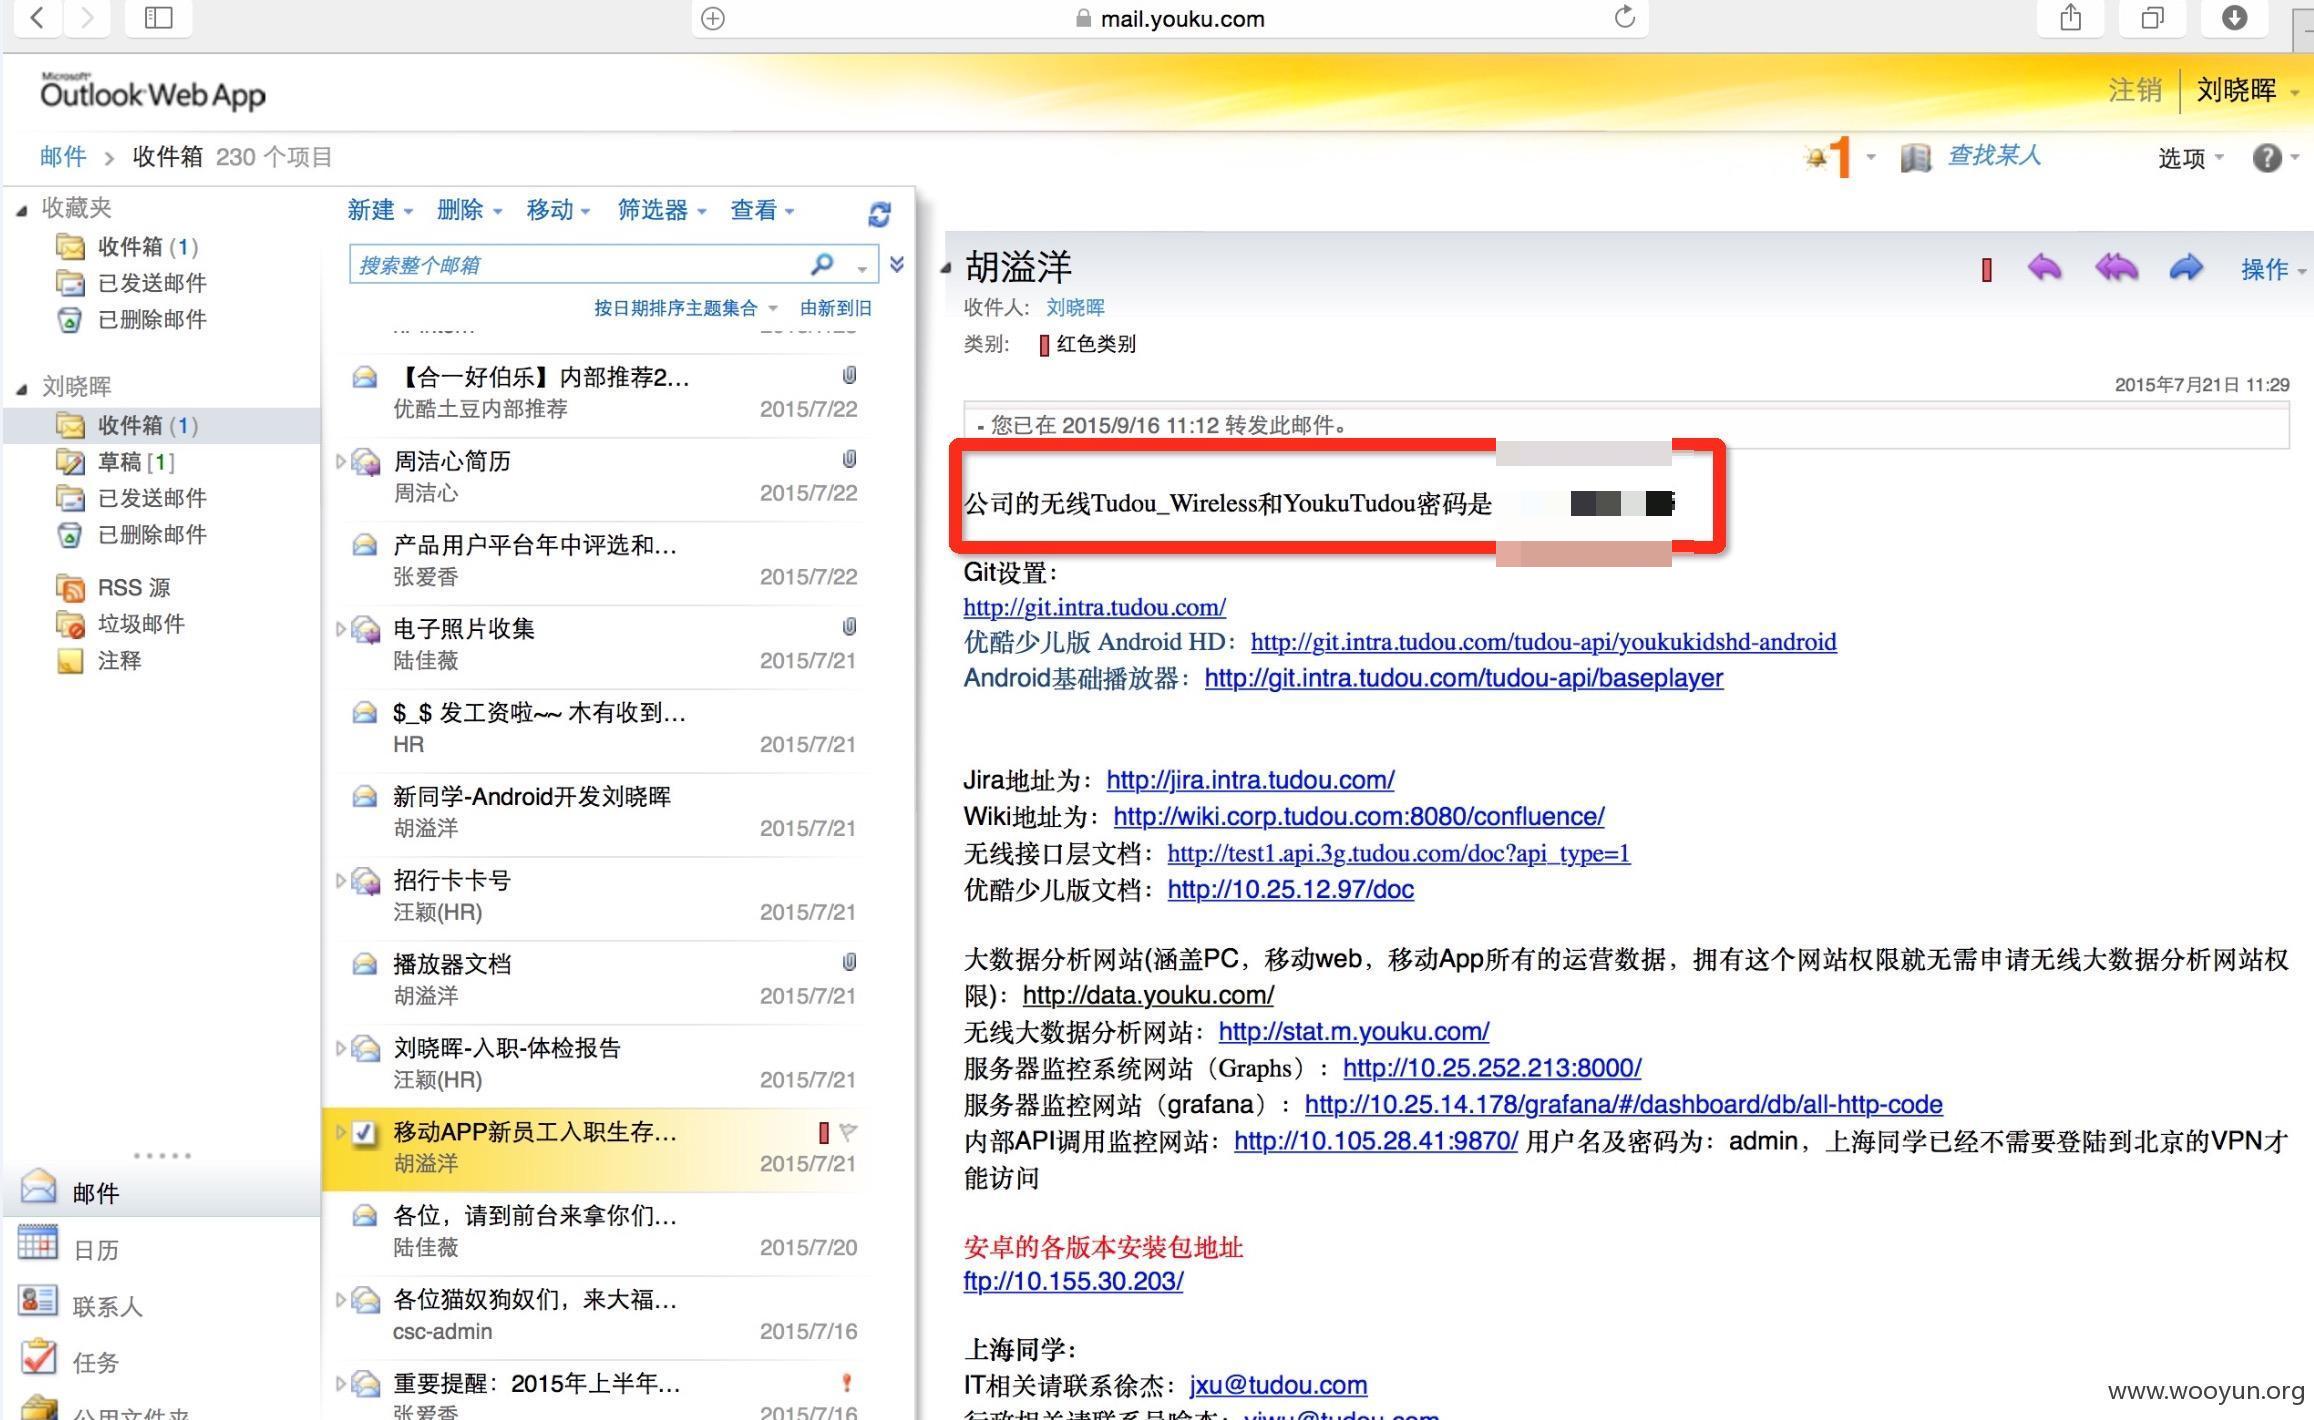 mail.youku.com
Microsoft
Outlook Web App
注销
刘晓晖
邮件 > 收件箱 230 个项目
1
查找某人
选项
收藏夹
收件箱 (1)
已发送邮件
已删除邮件
刘晓晖
收件箱 (1)
草稿 [1]
已发送邮件
已删除邮件
RSS 源
垃圾邮件
注释
邮件
日历
联系人
任务
公用文件夹
新建 删除 移动 筛选器 查看
搜索整个邮箱
按日期排序主题集合 由新到旧
【合一好伯乐】内部推荐2...
优酷土豆内部推荐 2015/7/22
周洁心简历
周洁心 2015/7/22
产品用户平台年中评选和...
张爱香 2015/7/22
电子照片收集
陆佳薇 2015/7/21
$_$ 发工资啦~~ 木有收到...
HR 2015/7/21
新同学-Android开发刘晓晖
胡溢洋 2015/7/21
招行卡卡号
汪颖(HR) 2015/7/21
播放器文档
胡溢洋 2015/7/21
刘晓晖-入职-体检报告
汪颖(HR) 2015/7/21
移动APP新员工入职生存...
胡溢洋 2015/7/21
各位，请到前台来拿你们...
陆佳薇 2015/7/20
各位猫奴狗奴们，来大福...
csc-admin 2015/7/16
重要提醒：2015年上半年...
张爱香 2015/7/16
胡溢洋
操作
收件人： 刘晓晖
类别： 红色类别
2015年7月21日 11:29
- 您已在 2015/9/16 11:12 转发此邮件。
公司的无线Tudou_Wireless和YoukuTudou密码是
Git设置：
http://git.intra.tudou.com/
优酷少儿版 Android HD：http://git.intra.tudou.com/tudou-api/youkukidshd-android
Android基础播放器：http://git.intra.tudou.com/tudou-api/baseplayer
Jira地址为：http://jira.intra.tudou.com/
Wiki地址为：http://wiki.corp.tudou.com:8080/confluence/
无线接口层文档：http://test1.api.3g.tudou.com/doc?api_type=1
优酷少儿版文档：http://10.25.12.97/doc
大数据分析网站(涵盖PC，移动web，移动App所有的运营数据，拥有这个网站权限就无需申请无线大数据分析网站权
限)：http://data.youku.com/
无线大数据分析网站：http://stat.m.youku.com/
服务器监控系统网站（Graphs）：http://10.25.252.213:8000/
服务器监控网站（grafana）：http://10.25.14.178/grafana/#/dashboard/db/all-http-code
内部API调用监控网站：http://10.105.28.41:9870/ 用户名及密码为：admin，上海同学已经不需要登陆到北京的VPN才
能访问
安卓的各版本安装包地址
ftp://10.155.30.203/
上海同学：
IT相关请联系徐杰：jxu@tudou.com
www.wooyun.org